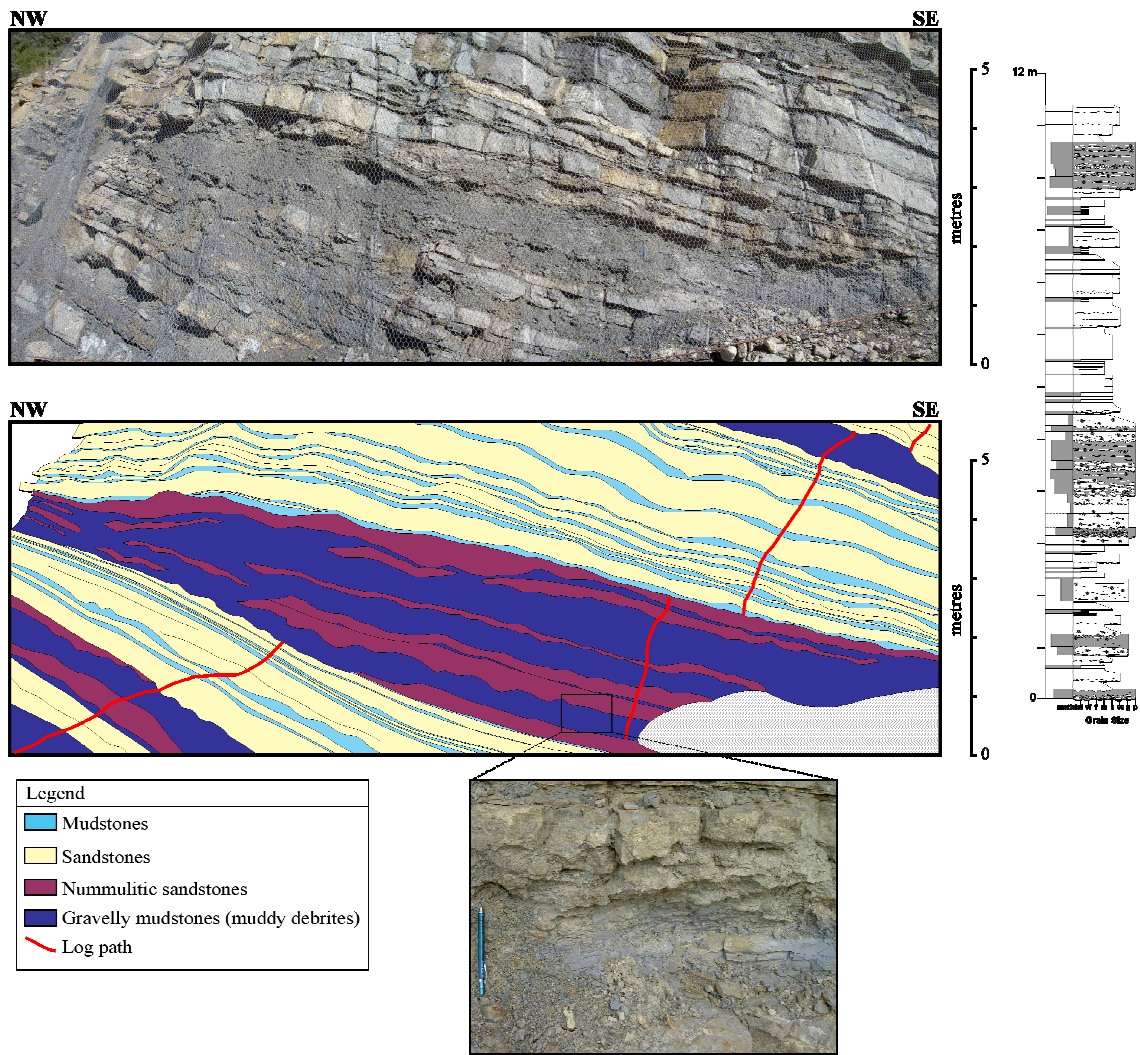 NW SE
5
metres
0
12 m
NW SE
5
metres
0
0
Grain Size
Legend
Mudstones
Sandstones
Nummulitic sandstones
Gravelly mudstones (muddy debrites)
Log path